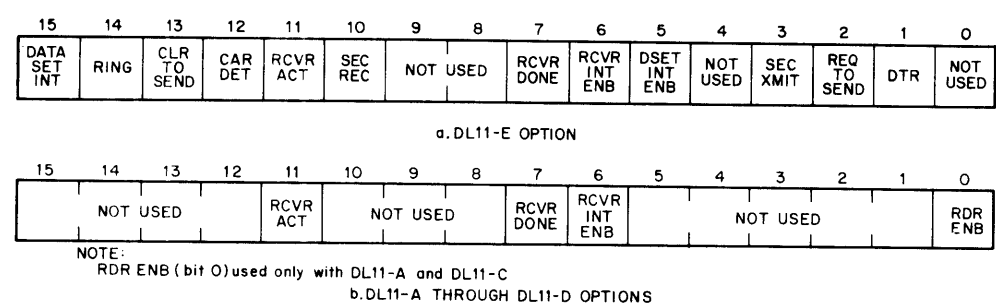 15 14 13 12 11 10 9 8 7 6 5 4 3 2 1 0
DATA SET INT RING CLR TO SEND CAR DET RCVR ACT SEC REC NOT USED RCVR DONE RCVR INT ENB DSET INT ENB NOT USED SEC XMIT REQ TO SEND DTR NOT USED
a. DL11-E OPTION
15 14 13 12 11 10 9 8 7 6 5 4 3 2 1 0
NOT USED RCVR ACT NOT USED RCVR DONE RCVR INT ENB NOT USED RDR ENB
NOTE:
RDR ENB (bit 0) used only with DL11-A and DL11-C
b. DL11-A THROUGH DL11-D OPTIONS